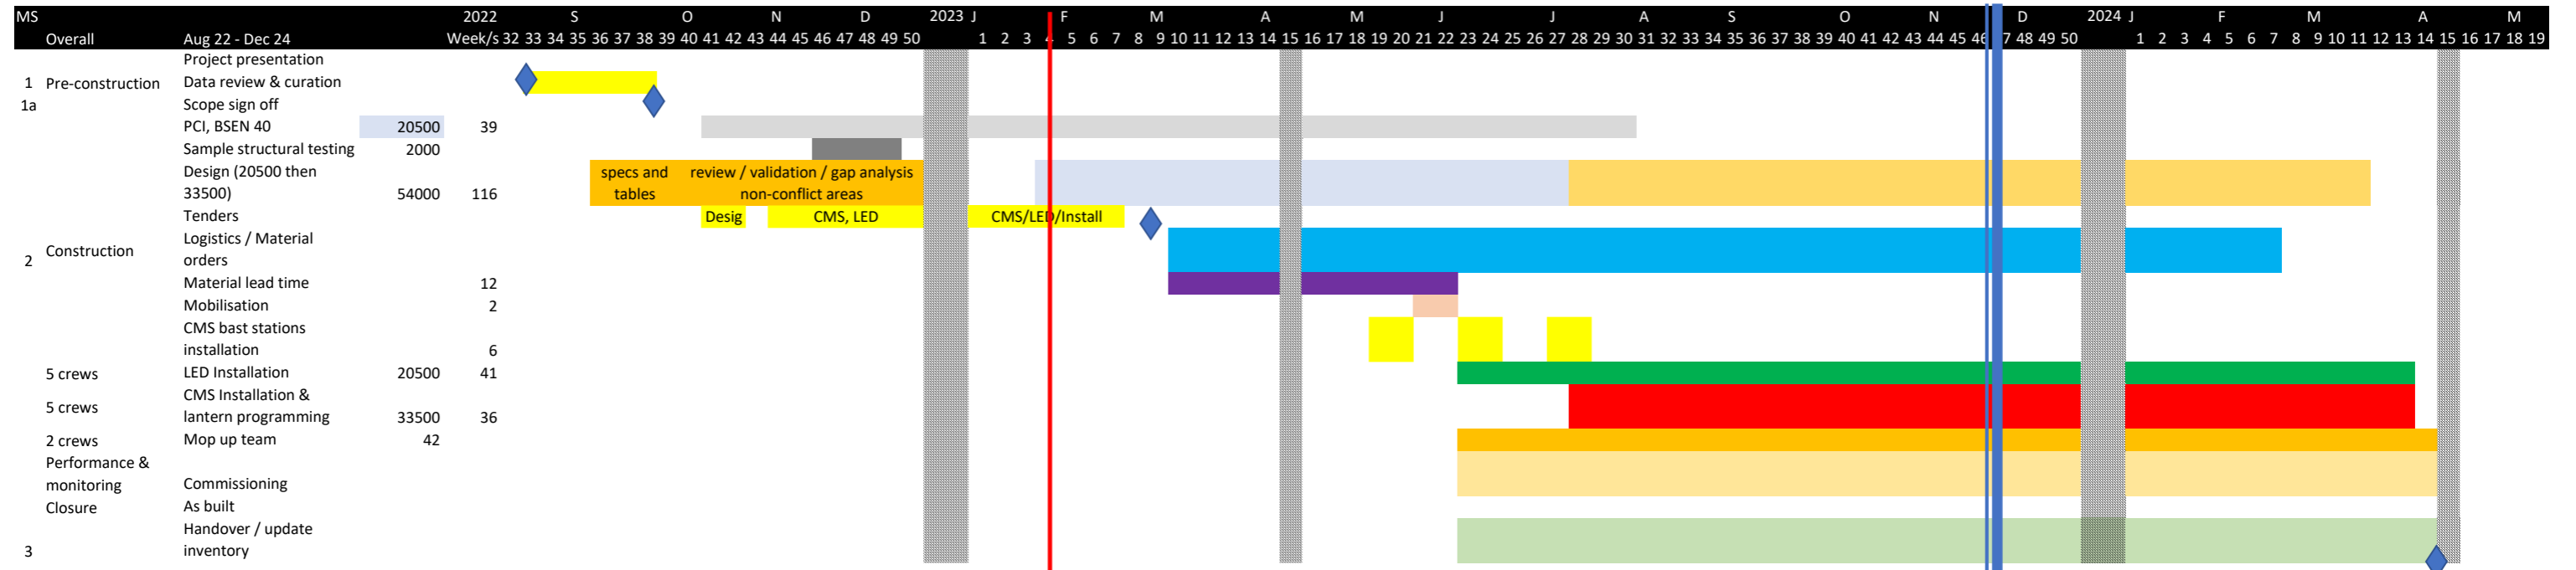 MS 2022 S O N D 2023 J F M A M J J A S O N D 2024 J F M A M
Overall Aug 22 - Dec 24 Week/s 32 33 34 35 36 37 38 39 40 41 42 43 44 45 46 47 48 49 50 1 2 3 4 5 6 7 8 9 10 11 12 13 14 15 16 17 18 19 20 21 22 23 24 25 26 27 28 29 30 31 32 33 34 35 36 37 38 39 40 41 42 43 44 45 46 7 48 49 50 1 2 3 4 5 6 7 8 9 10 11 12 13 14 15 16 17 18 19
Project presentation
1 Pre-construction Data review & curation
1a Scope sign off
PCI, BSEN 40 20500 39
Sample structural testing 2000
Design (20500 then
33500) 54000 116
specs and
tables
review / validation / gap analysis
non-conflict areas
Tenders Desig CMS, LED CMS/LED/Install
2 Construction Logistics / Material
orders
Material lead time 12
Mobilisation 2
CMS bast stations
installation 6
5 crews LED Installation 20500 41
5 crews CMS Installation &
lantern programming 33500 36
2 crews Mop up team 42
Performance &
monitoring Commissioning
Closure As built
Handover / update
3 inventory